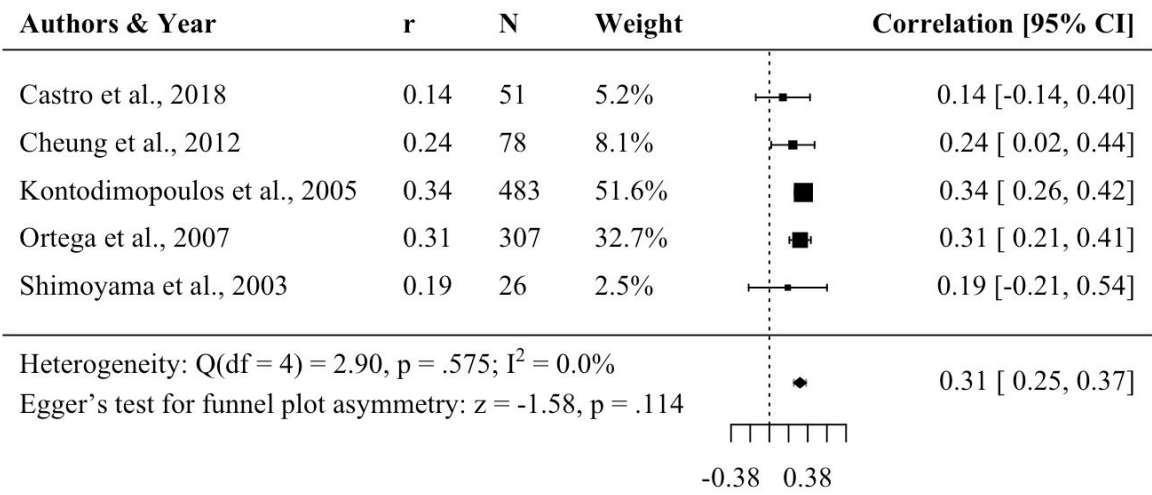 Authors & Year r N Weight Correlation [95% CI]
Castro et al., 2018 0.14 51 5.2% 0.14 [-0.14, 0.40]
Cheung et al., 2012 0.24 78 8.1% 0.24 [ 0.02, 0.44]
Kontodimopoulos et al., 2005 0.34 483 51.6% 0.34 [ 0.26, 0.42]
Ortega et al., 2007 0.31 307 32.7% 0.31 [ 0.21, 0.41]
Shimoyama et al., 2003 0.19 26 2.5% 0.19 [-0.21, 0.54]
Heterogeneity: Q(df = 4) = 2.90, p = .575; I² = 0.0%
0.31 [ 0.25, 0.37]
Egger’s test for funnel plot asymmetry: z = -1.58, p = .114
-0.38 0.38